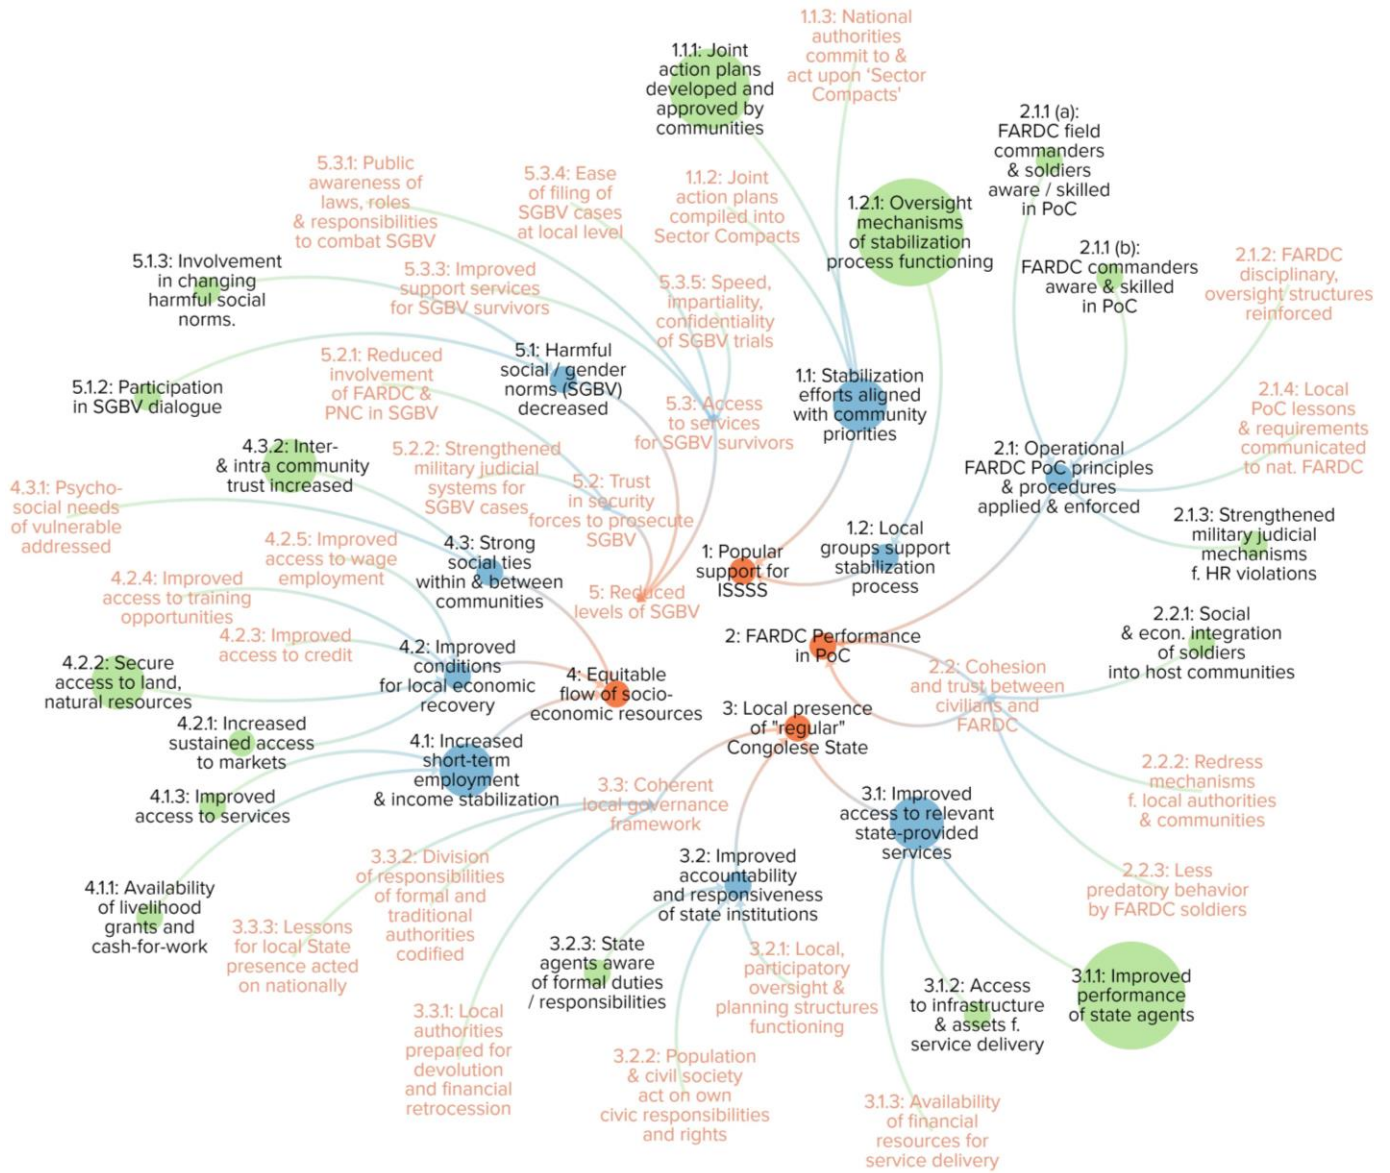 1.1.3: National
authorities
commit to &
act upon ‘Sector
Compacts’
1.1.1: Joint
action plans
developed and
approved by
communities
2.1.1 (a):
FARDC field
commanders
& soldiers
aware / skilled
in PoC
5.3.1: Public
awareness of
laws, roles
& responsibilities
to combat SGBV
5.3.4: Ease
of filing of
SGBV cases
at local level
1.1.2: Joint
action plans
compiled into
Sector Compacts
1.2.1: Oversight
mechanisms
of stabilization
process functioning
2.1.1 (b):
FARDC commanders
aware & skilled
in PoC
2.1.2: FARDC
disciplinary,
oversight structures
reinforced
5.1.3: Involvement
in changing
harmful social
norms.
5.3.3: Improved
support services
for SGBV survivors
5.3.5: Speed,
impartiality,
confidentiality
of SGBV trials
5.2.1: Reduced
involvement
of FARDC &
PNC in SGBV
5.1: Harmful
social / gender
norms (SGBV)
decreased
5.1.2: Participation
in SGBV dialogue
5.3: Access
to services
for SGBV survivors
1.1: Stabilization
efforts aligned
with community
priorities
2.1.4: Local
PoC lessons
& requirements
communicated
to nat. FARDC
4.3.2: Inter-
& intra community
trust increased
5.2.2: Strengthened
military judicial
systems for
SGBV cases
5.2: Trust
in security
forces to prosecute
SGBV
2.1: Operational
FARDC PoC principles
& procedures
applied & enforced
4.3.1: Psycho-
social needs
of vulnerable
addressed
2.1.3: Strengthened
military judicial
mechanisms
f. HR violations
4.2.5: Improved
access to wage
employment
4.3: Strong
social ties
within & between
communities
1: Popular
support for
ISSSS
1.2: Local
groups support
stabilization
process
4.2.4: Improved
access to training
opportunities
5: Reduced
levels of SGBV
4.2.3: Improved
access to credit
4.2: Improved
conditions
for local economic
recovery
2: FARDC Performance
in PoC
2.2.1: Social
& econ. integration
of soldiers
into host communities
4.2.2: Secure
access to land,
natural resources
4: Equitable
flow of socio-
economic resources
2.2: Cohesion
and trust between
civilians and
FARDC
3: Local presence
of "regular"
Congolese State
4.2.1: Increased
sustained access
to markets
4.1: Increased
short-term
employment
& income stabilization
4.1.3: Improved
access to services
3.3: Coherent
local governance
framework
3.1: Improved
access to relevant
state-provided
services
2.2.2: Redress
mechanisms
f. local authorities
& communities
3.3.2: Division
of responsibilities
of formal and
traditional
authorities
codified
3.2: Improved
accountability
and responsiveness
of state institutions
2.2.3: Less
predatory behavior
by FARDC soldiers
4.1.1: Availability
of livelihood
grants and
cash-for-work
3.3.3: Lessons
for local State
presence acted
on nationally
3.2.3: State
agents aware
of formal duties
/ responsibilities
3.2.1: Local,
participatory
oversight &
planning structures
functioning
3.1.2: Access
to infrastructure
& assets f.
service delivery
3.1.1: Improved
performance
of state agents
3.3.1: Local
authorities
prepared for
devolution
and financial
retrocession
3.2.2: Population
& civil society
act on own
civic responsibilities
and rights
3.1.3: Availability
of financial
resources for
service delivery